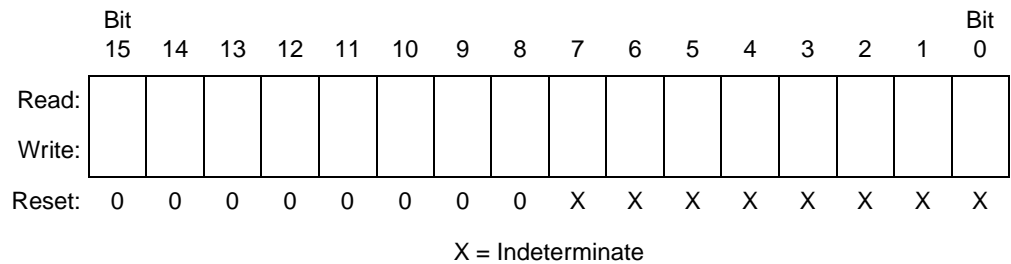 Bit Bit
15 14 13 12 11 10 9 8 7 6 5 4 3 2 1 0
Read:
Write:
Reset: 0 0 0 0 0 0 0 0 X X X X X X X X
X = Indeterminate